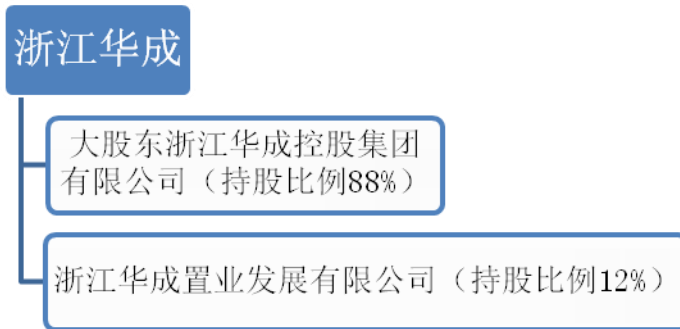 浙江华成
大股东浙江华成控股集团
有限公司（持股比例88%）
浙江华成置业发展有限公司（持股比例12%）